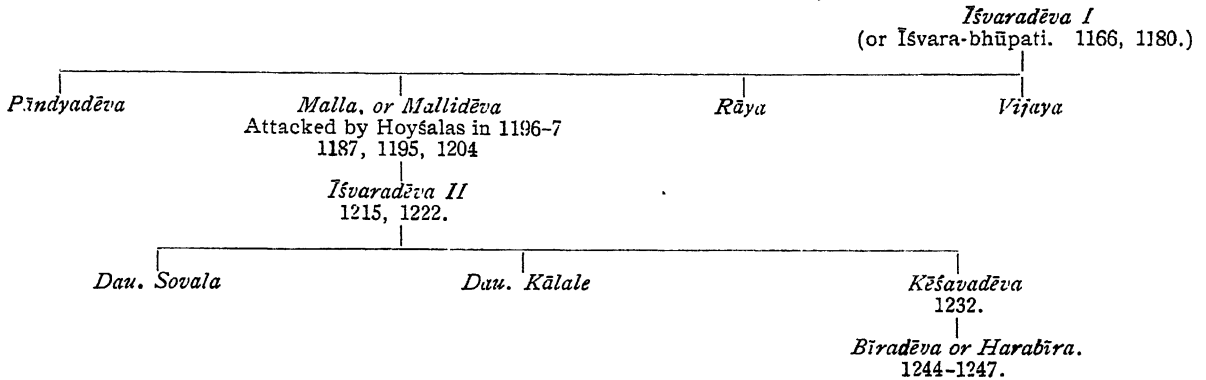 Īśvaradēva I
(or Īśvara-bhūpati. 1166, 1180.)
Pāndyadēva Malla, or Mallidēva Rāya Vijaya
Attacked by Hoyśalas in 1196-7
1187, 1195, 1204
Īśvaradēva II
1215, 1222.
Dau. Sovala Dau. Kālale Kēśavadēva
1232.
Bīradēva or Harabīra.
1244-1247.